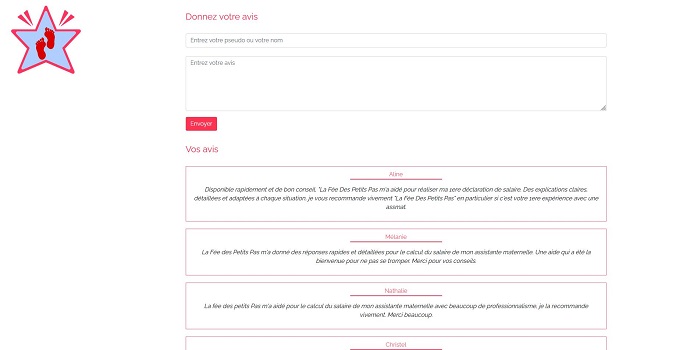 Donnez votre avis
Entrez votre pseudo ou votre nom
Entrez votre avis
Envoyer
Vos avis
Aline
Disponible rapidement et de bon conseil, "La Fée Des Petits Pas m'a aidé pour réaliser ma 1ere déclaration de salaire. Des explications claires,
détaillées et adaptées à chaque situation, je vous recommande vivement "La Fée Des Petits Pas" en particulier si c'est votre 1ere expérience avec une
assmat.
Mélanie
La Fée des Petits Pas m'a donné des réponses rapides et détaillées pour le calcul du salaire de mon assistante maternelle. Une aide qui a été la
bienvenue pour ne pas se tromper. Merci pour vos conseils.
Nathalie
La fée des petits Pas m'a aidé pour le calcul du salaire de mon assistante maternelle avec beaucoup de professionnalisme, je la recommande
vivement. Merci beaucoup.
Christel